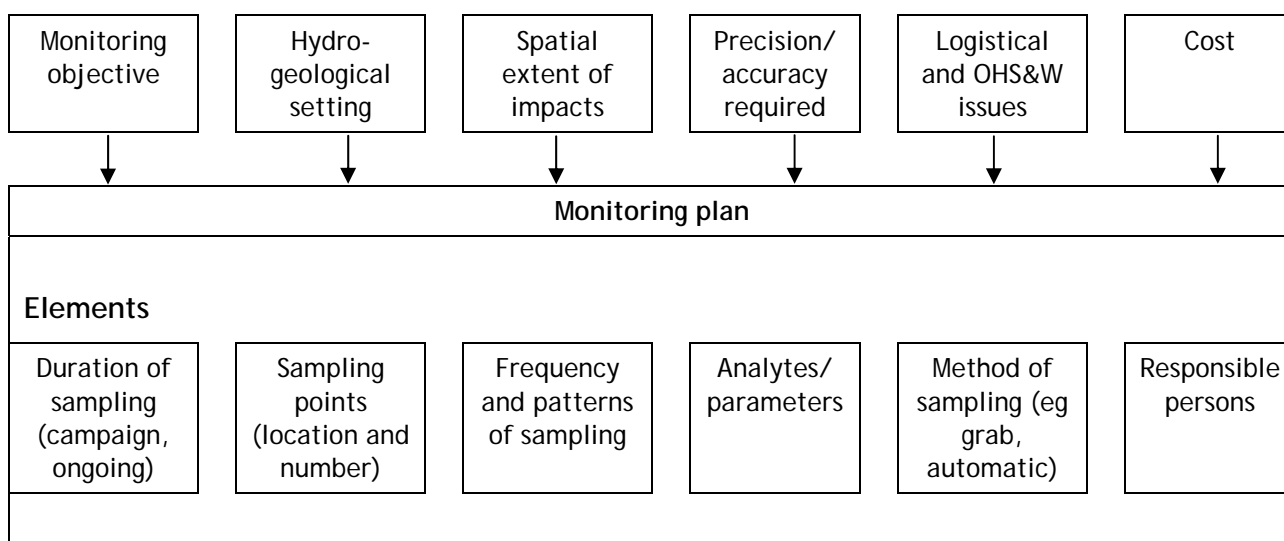 Monitoring
objective
Hydro-
geological
setting
Spatial
extent of
impacts
Precision/
accuracy
required
Logistical
and OHS&W
issues
Cost
Monitoring plan
Elements
Duration of
sampling
(campaign,
ongoing)
Sampling
points
(location and
number)
Frequency
and patterns
of sampling
Analytes/
parameters
Method of
sampling (eg
grab,
automatic)
Responsible
persons